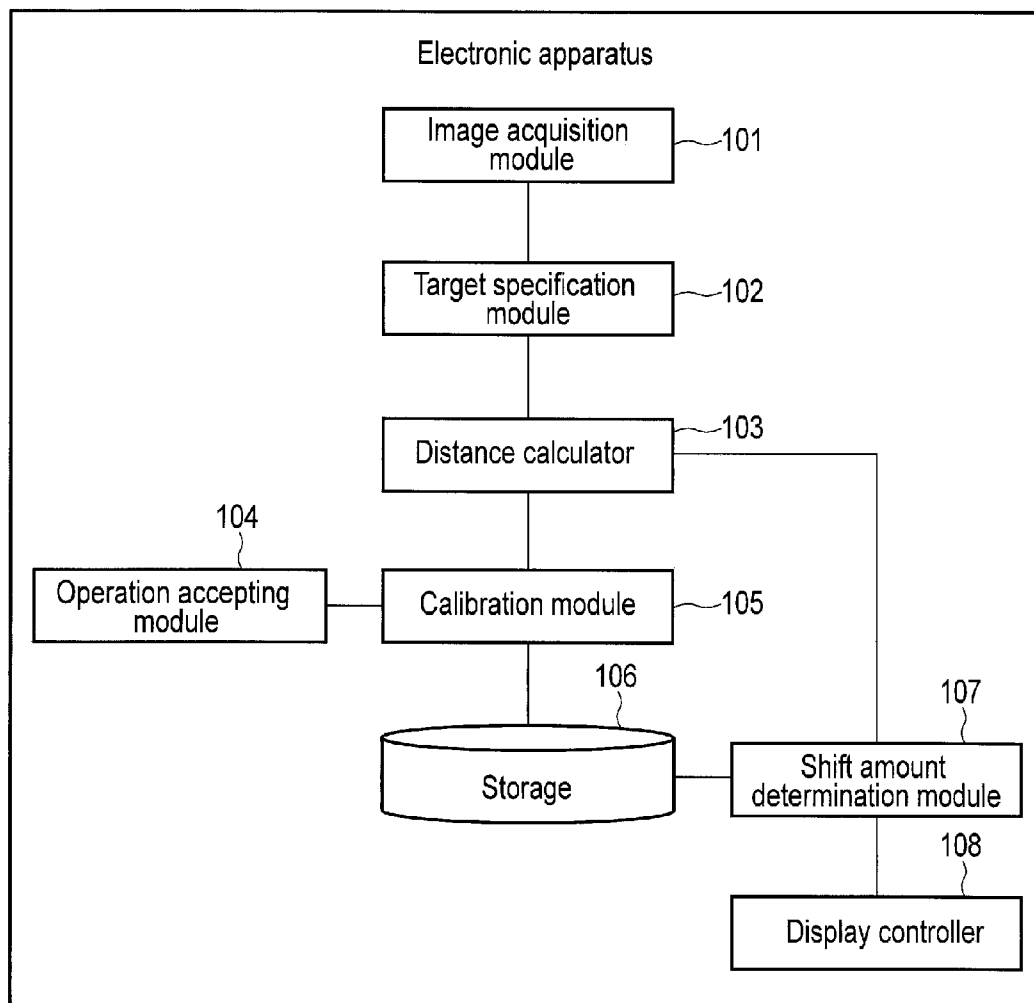 Electronic apparatus
Image acquisition
module
101
Target specification
module
102
Distance calculator
103
104
Operation accepting
module
Calibration module
105
106
Storage
107
Shift amount
determination module
108
Display controller